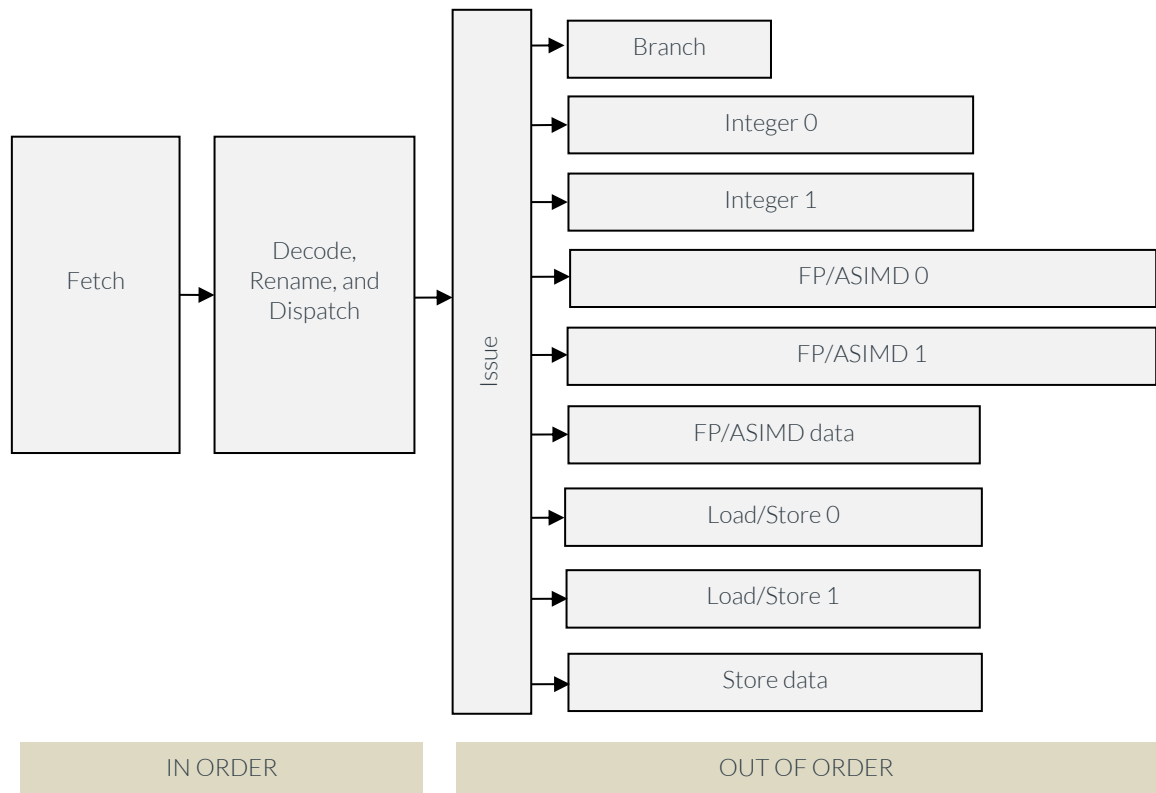 Fetch
Decode,
Rename, and
Dispatch
Issue
Branch
Integer 0
Integer 1
FP/ASIMD 0
FP/ASIMD 1
FP/ASIMD data
Load/Store 0
Load/Store 1
Store data
IN ORDER
OUT OF ORDER